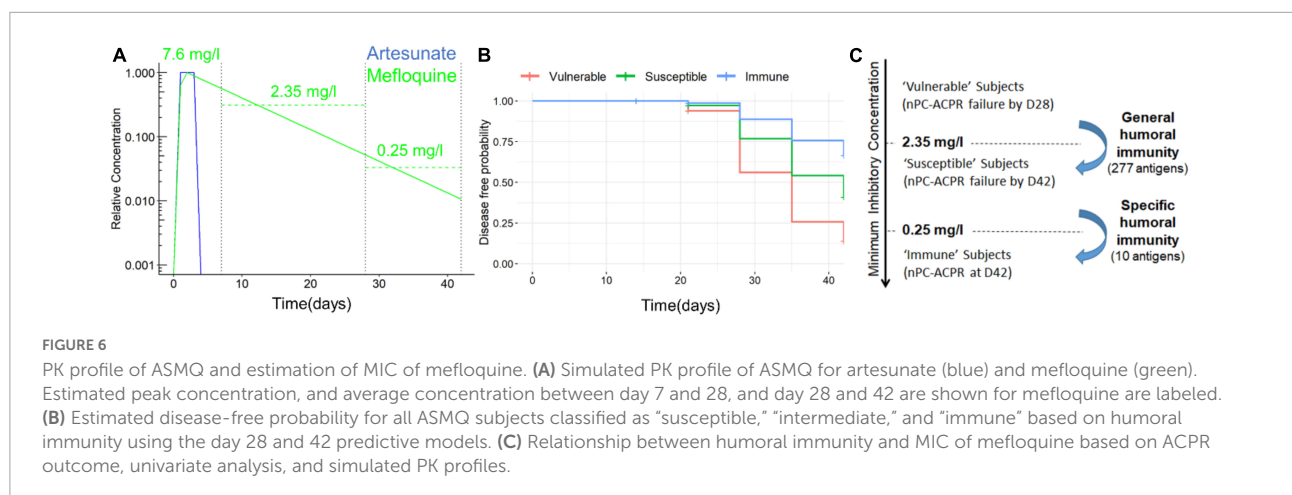 A
7.6 mg/l
Artesunate
Mefloquine
2.35 mg/l
0.25 mg/l
1.000
0.100
0.010
0.001
Relative Concentration
0
10
20
30
40
Time(days)
B
Vulnerable
Susceptible
Immune
1.00
0.75
0.50
0.25
0.00
Disease free probability
0
10
20
30
40
Time(days)
C
Minimum Inhibitory Concentration
'Vulnerable' Subjects
(nPC-ACPR failure by D28)
2.35 mg/l
'Susceptible' Subjects
(nPC-ACPR failure by D42)
0.25 mg/l
'Immune' Subjects
(nPC-ACPR at D42)
General
humoral
immunity
(277 antigens)
Specific
humoral
immunity
(10 antigens)
FIGURE 6
PK profile of ASMQ and estimation of MIC of mefloquine. (A) Simulated PK profile of ASMQ for artesunate (blue) and mefloquine (green).
Estimated peak concentration, and average concentration between day 7 and 28, and day 28 and 42 are shown for mefloquine are labeled.
(B) Estimated disease-free probability for all ASMQ subjects classified as “susceptible,” “intermediate,” and “immune” based on humoral
immunity using the day 28 and 42 predictive models. (C) Relationship between humoral immunity and MIC of mefloquine based on ACPR
outcome, univariate analysis, and simulated PK profiles.